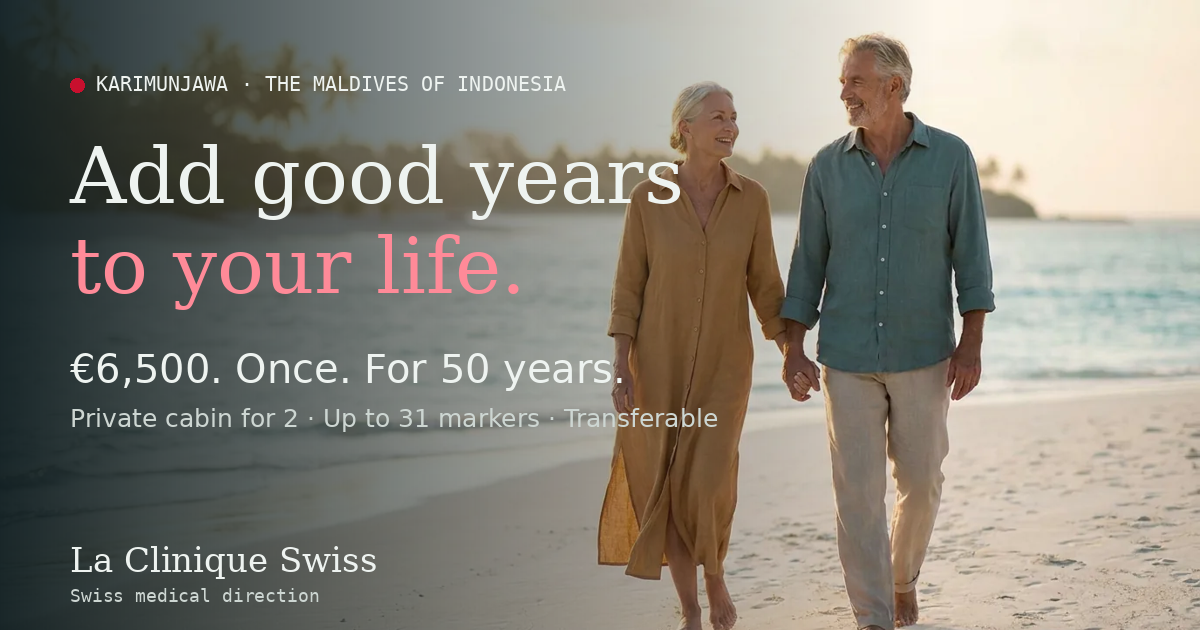 KARIMUNJAWA · THE MALDIVES OF INDONESIA
Add good years
to your life.
€6,500. Once. For 50 years.
Private cabin for 2 · Up to 31 markers · Transferable
La Clinique Swiss
Swiss medical direction